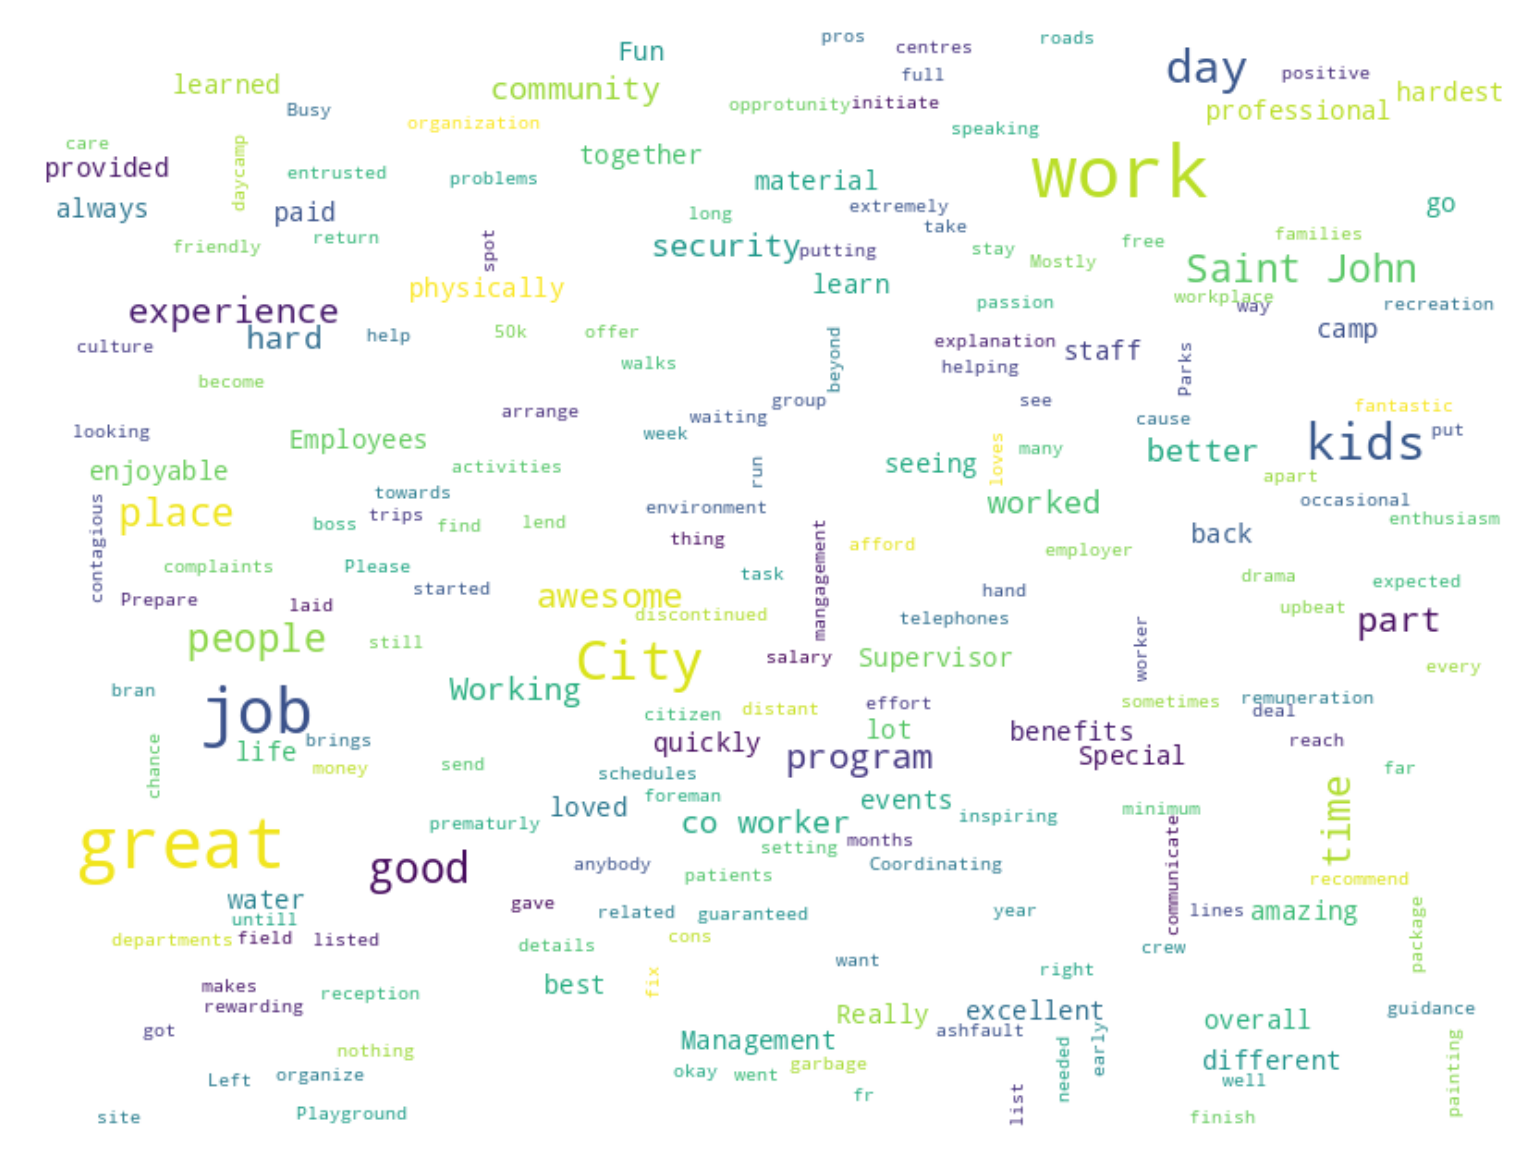 pros
roads
centres
Fun
day
full
positive
learned
community
hardest
opprotunity
initiate
professional
Busy
organization
speaking
care
daycamp
together
work
provided
entrusted
problems
material
always
paid
long
extremely
go
take
friendly
return
spot
security
putting
stay
free
families
Mostly
Saint John
physically
learn
passion
workplace
way
recreation
experience
hard
help
50k
offer
beyond
explanation
staff
camp
culture
walks
helping
Parks
become
arrange
waiting
group
see
cause
fantastic
looking
Employees
week
kids
put
loves
many
better
enjoyable
activities
run
seeing
apart
contagious
place
towards
trips
environment
worked
occasional
boss
find
lend
back
enthusiasm
thing
mangagement
afford
employer
complaints
Please
task
drama
expected
Prepare
laid
started
awesome
discontinued
hand
upbeat
telephones
part
people
still
City
salary
Supervisor
worker
every
bran
job
Working
citizen
distant
effort
sometimes
remuneration
deal
life
brings
quickly
lot
benefits
reach
chance
money
send
schedules
program
Special
far
foreman
loved
events
minimum
time
great
prematurly
co worker
inspiring
setting
months
good
anybody
patients
Coordinating
communicate
recommend
water
untill
gave
related
guaranteed
year
lines
amazing
package
departments
field
listed
details
cons
crew
want
right
makes
rewarding
reception
best
fix
guidance
got
Really
excellent
overall
ashfault
Management
nothing
early
different
painting
Left
organize
okay
went
garbage
needed
well
fr
list
site
Playground
finish